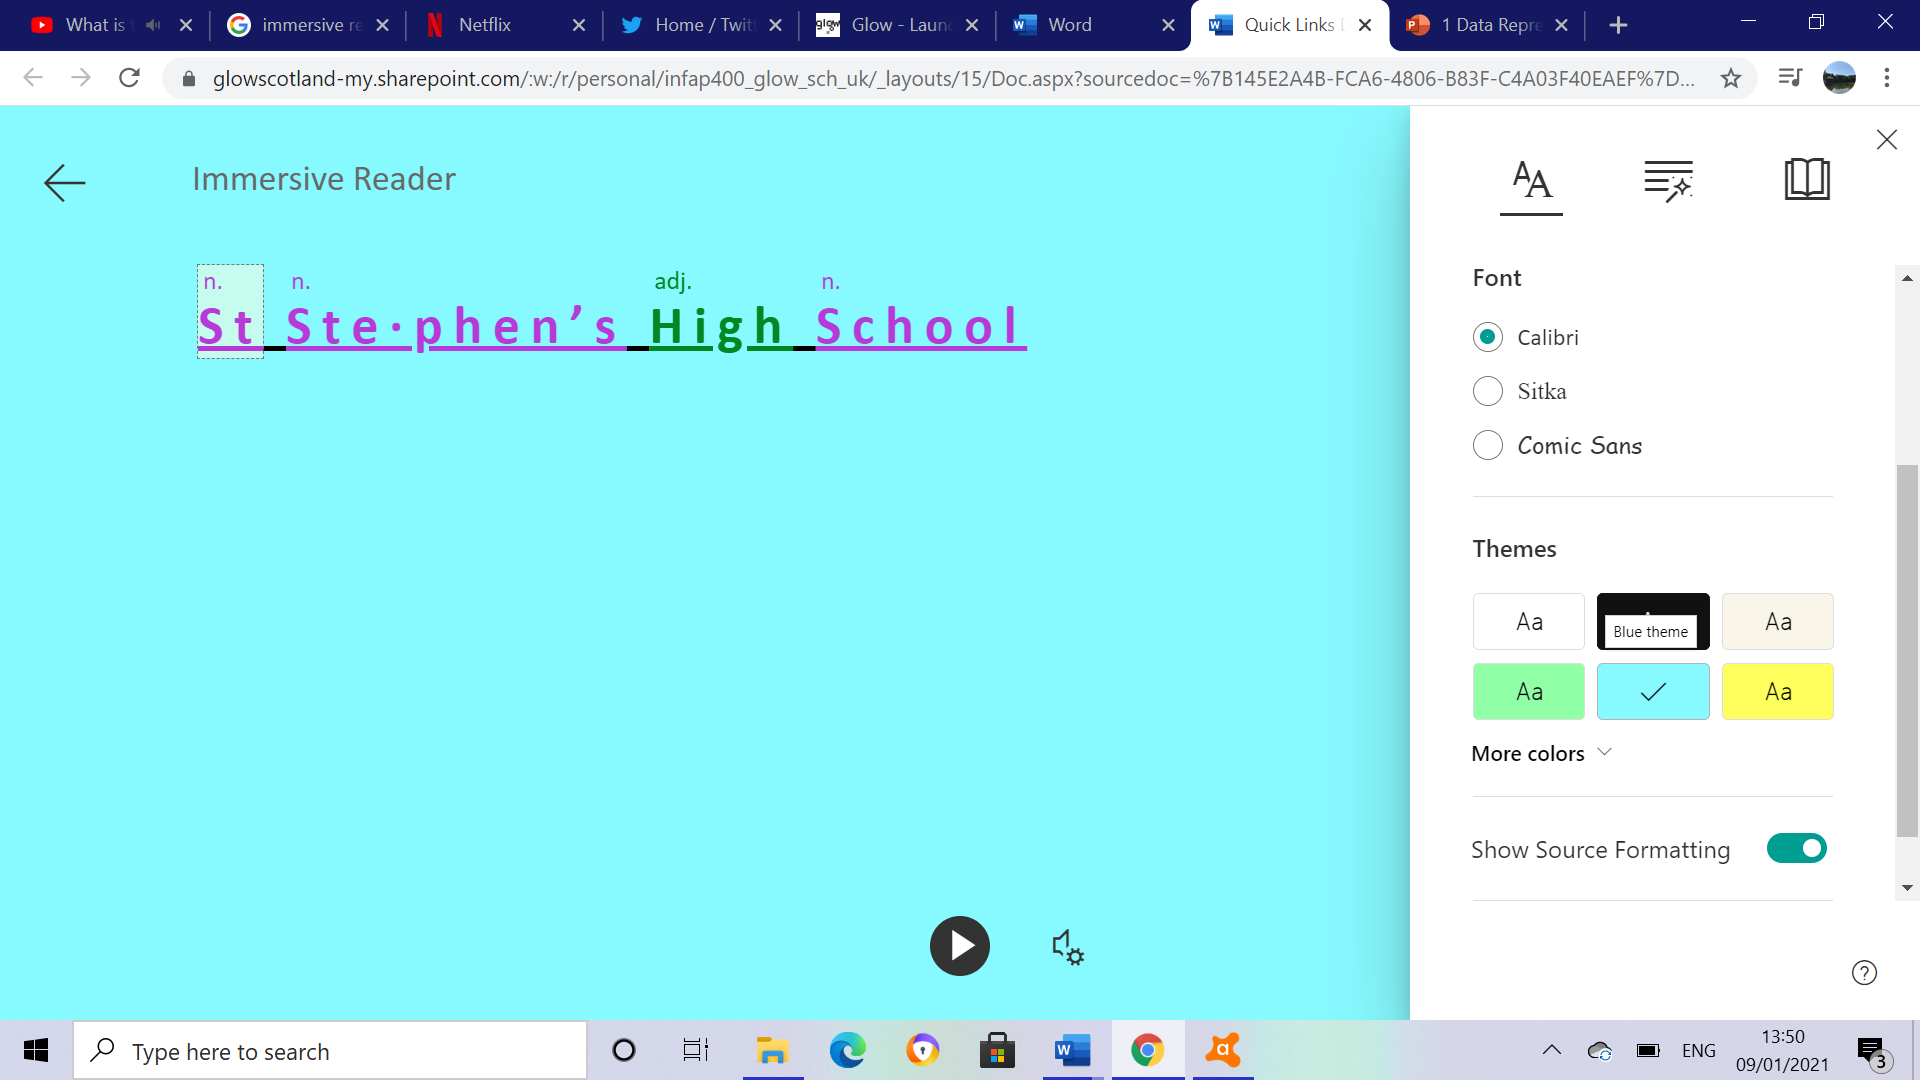 What is
immersive re
Netflix
Home / Twit
glow
Glow - Laun
Word
Quick Links
1 Data Repre
glowscotland-my.sharepoint.com/:w:/r/personal/infap400_glow_sch_uk/_layouts/15/Doc.aspx?sourcedoc=%7B145E2A4B-FCA6-4806-B83F-C4A03F40EAEF%7D...
Immersive Reader
n. n. adj. n.
St Ste·phen’s High School
AA
Font
Calibri
Sitka
Comic Sans
Themes
Aa
Blue theme
Aa
Aa
Aa
More colors
Show Source Formatting
Type here to search
ENG
13:50
09/01/2021
3